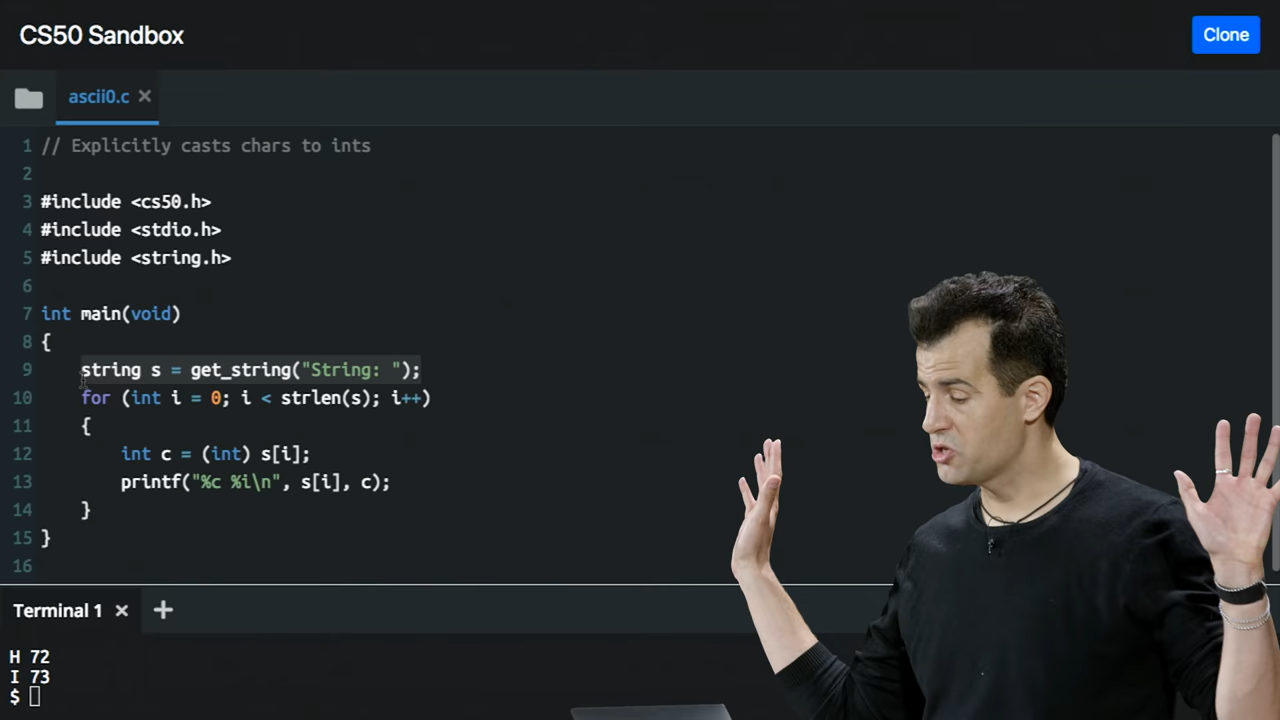 CS50 Sandbox
Clone
ascii0.c ✕
1 // Explicitly casts chars to ints
2
3 #include <cs50.h>
4 #include <stdio.h>
5 #include <string.h>
6
7 int main(void)
8 {
9     string s = get_string("String: ");
10     for (int i = 0; i < strlen(s); i++)
11     {
12         int c = (int) s[i];
13         printf("%c %i\n", s[i], c);
14     }
15 }
16
Terminal 1 ✕ +
H 72
I 73
$